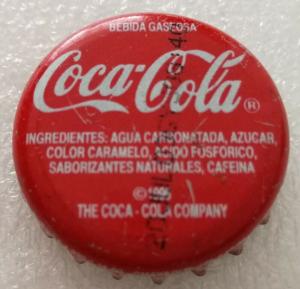 BEBIDA GASEOSA
Coca-Cola®
INGREDIENTES: AGUA CARBONATADA, AZUCAR,
COLOR CARAMELO, ACIDO FOSFORICO,
SABORIZANTES NATURALES, CAFEINA
THE COCA - COLA COMPANY